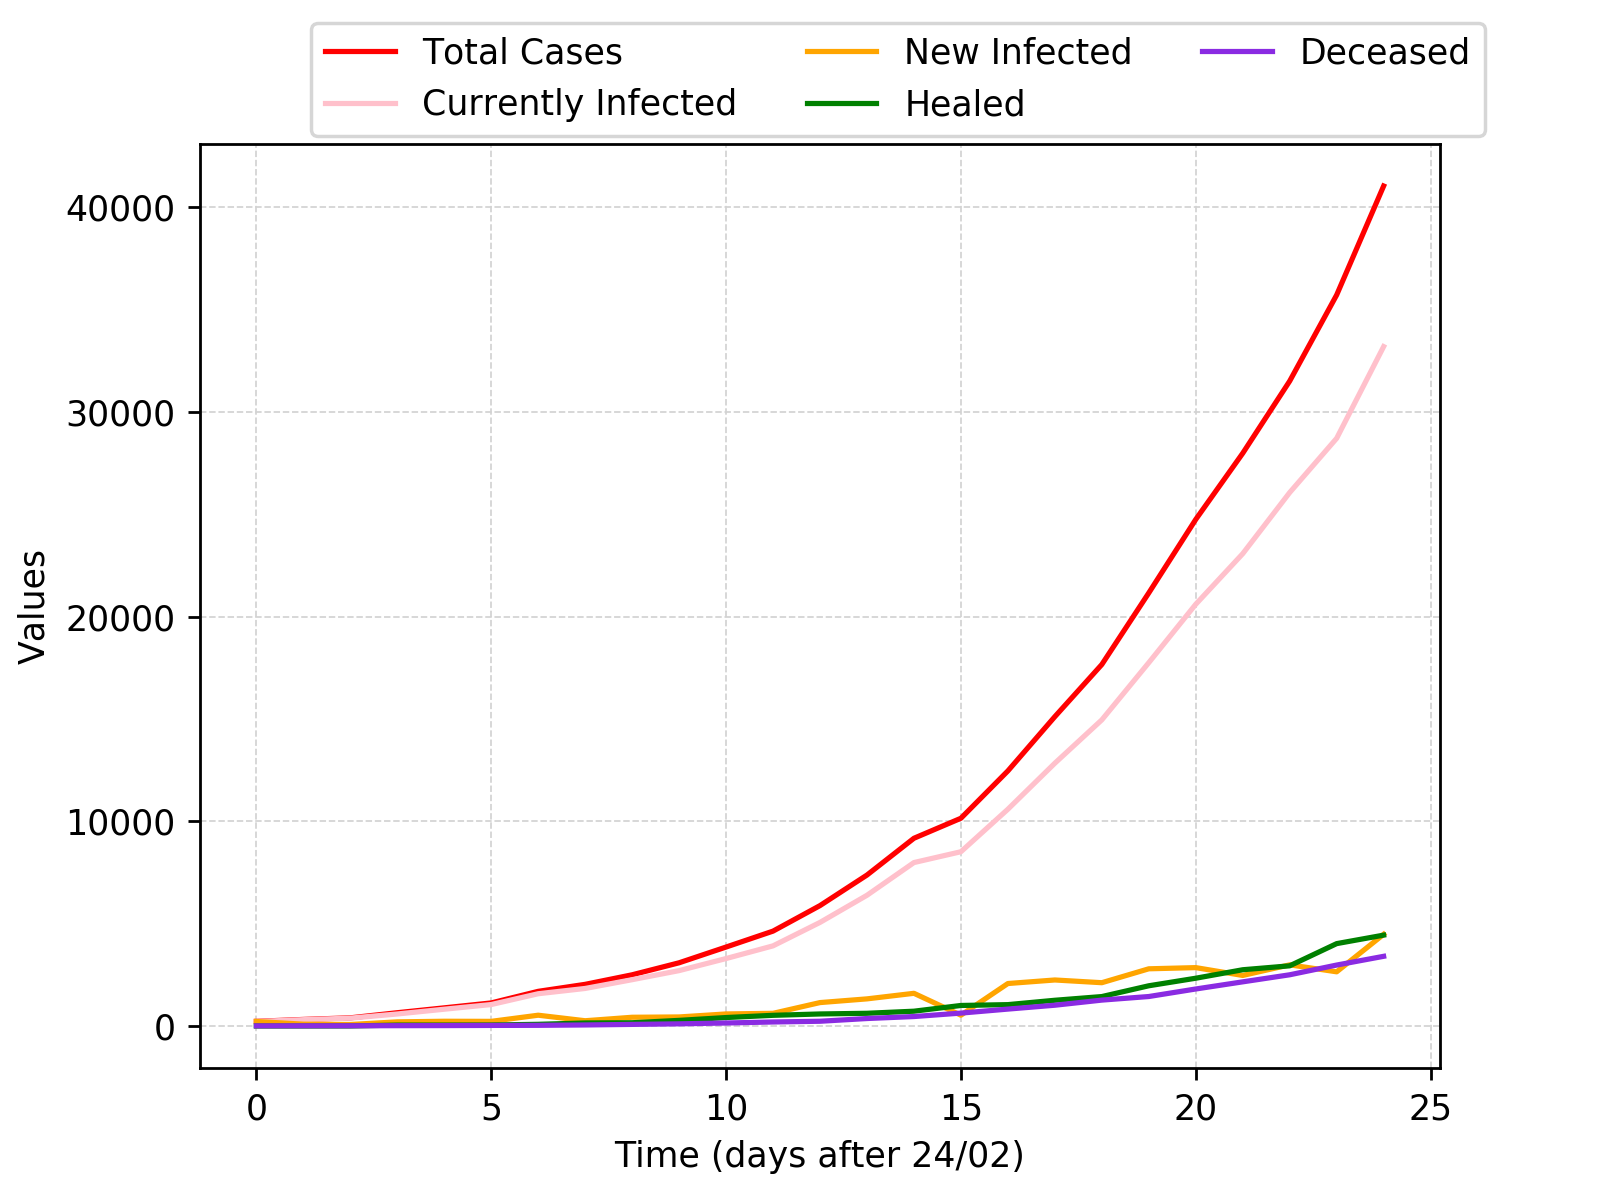 Total Cases
New Infected
Deceased
Currently Infected
Healed
40000
30000
20000
10000
0
Values
0 5 10 15 20 25
Time (days after 24/02)